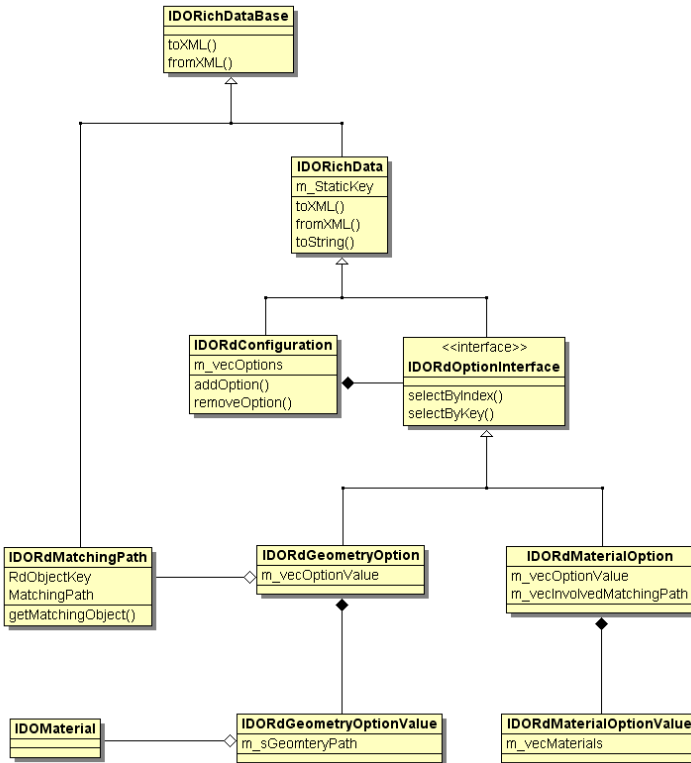 IDORichDataBase
toXML()
fromXML()
IDORichData
m_StaticKey
toXML()
fromXML()
toString()
IDORdConfiguration
m_vecOptions
addOption()
removeOption()
<<interface>>
IDORdOptionInterface
selectByIndex()
selectByKey()
IDORdMatchingPath
RdObjectKey
MatchingPath
getMatchingObject()
IDORdGeometryOption
m_vecOptionValue
IDORdMaterialOption
m_vecOptionValue
m_vecInvolvedMatchingPath
IDOMaterial
IDORdGeometryOptionValue
m_sGeomteryPath
IDORdMaterialOptionValue
m_vecMaterials